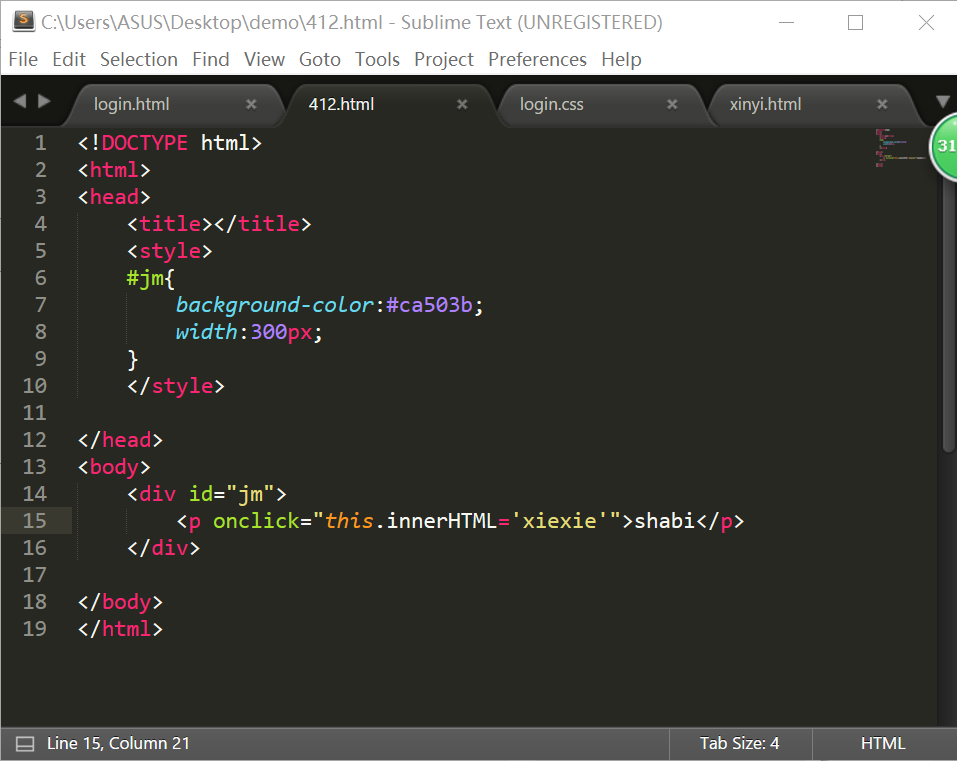 C:\Users\ASUS\Desktop\demo\412.html - Sublime Text (UNREGISTERED)
File Edit Selection Find View Goto Tools Project Preferences Help
login.html 412.html login.css xinyi.html
31
1 <!DOCTYPE html>
2 <html>
3 <head>
4 <title></title>
5 <style>
6 #jm{
7 background-color:#ca503b;
8 width:300px;
9 }
10 </style>
11
12 </head>
13 <body>
14 <div id="jm">
15 <p onclick="this.innerHTML='xiexie'">shabi</p>
16 </div>
17
18 </body>
19 </html>
Line 15, Column 21 Tab Size: 4 HTML